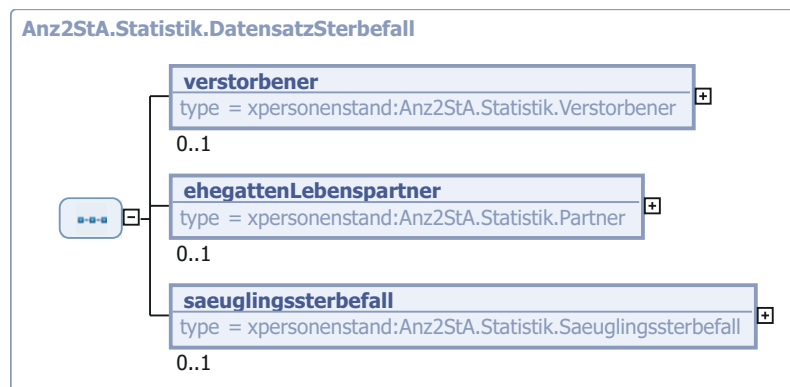 Anz2StA.Statistik.DatensatzSterbefall
verstorbener
type = xpersonenstand:Anz2StA.Statistik.Verstorbener
0..1
ehegattenLebenspartner
type = xpersonenstand:Anz2StA.Statistik.Partner
0..1
saeuglingssterbefall
type = xpersonenstand:Anz2StA.Statistik.Saeuglingssterbefall
0..1